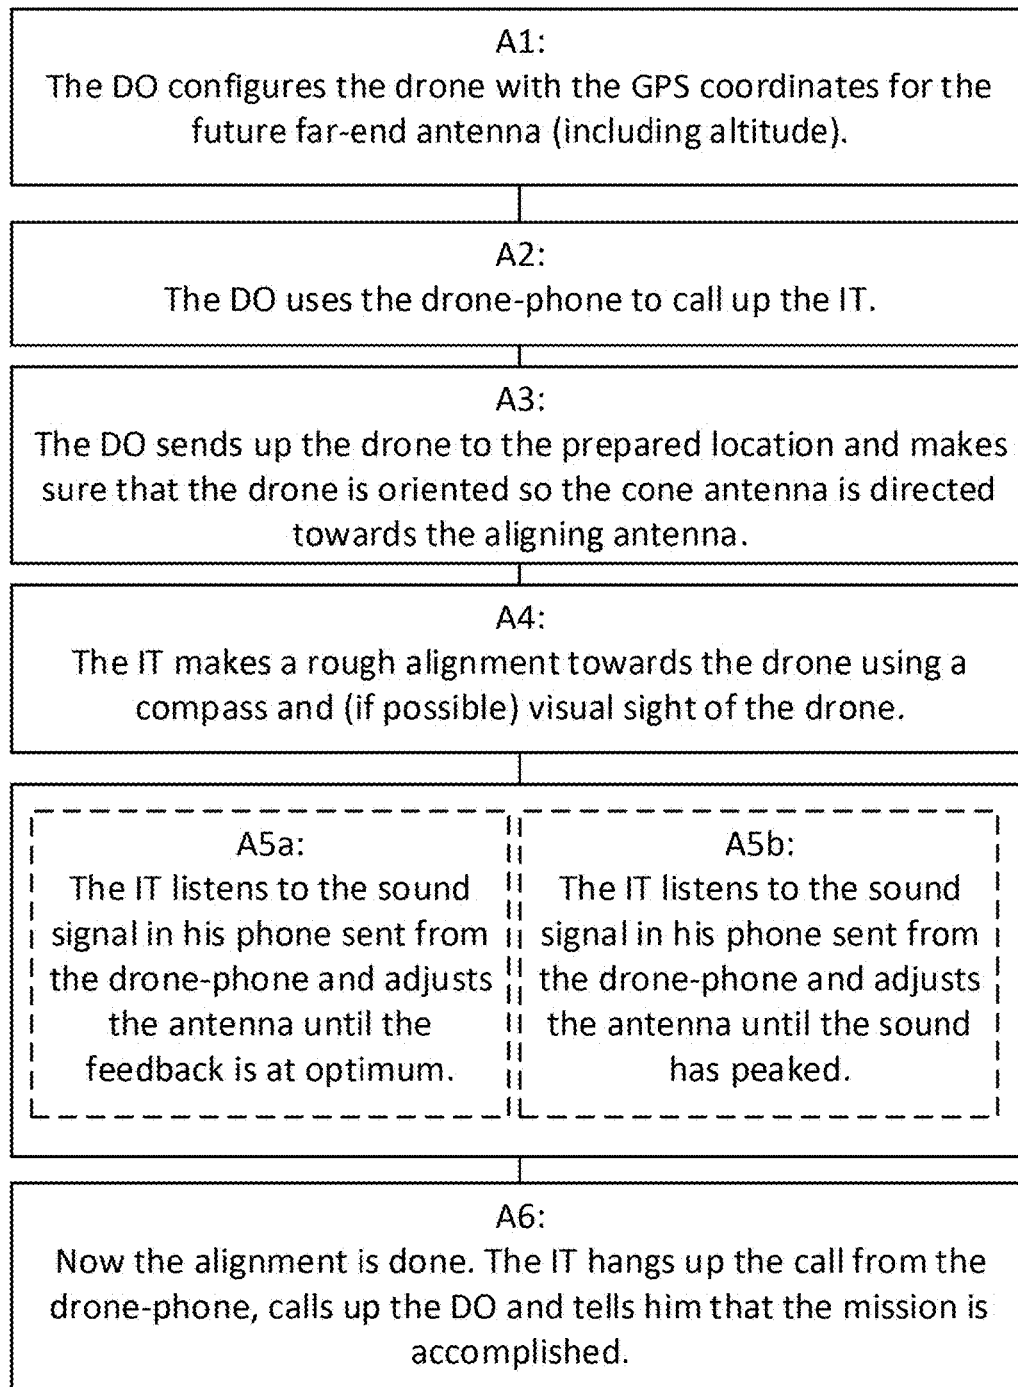 A1:
The DO configures the drone with the GPS coordinates for the
future far-end antenna (including altitude).
A2:
The DO uses the drone-phone to call up the IT.
A3:
The DO sends up the drone to the prepared location and makes
sure that the drone is oriented so the cone antenna is directed
towards the aligning antenna.
A4:
The IT makes a rough alignment towards the drone using a
compass and (if possible) visual sight of the drone.
A5a:
The IT listens to the sound
signal in his phone sent from
the drone-phone and adjusts
the antenna until the
feedback is at optimum.
A5b:
The IT listens to the sound
signal in his phone sent from
the drone-phone and adjusts
the antenna until the sound
has peaked.
A6:
Now the alignment is done. The IT hangs up the call from the
drone-phone, calls up the DO and tells him that the mission is
accomplished.